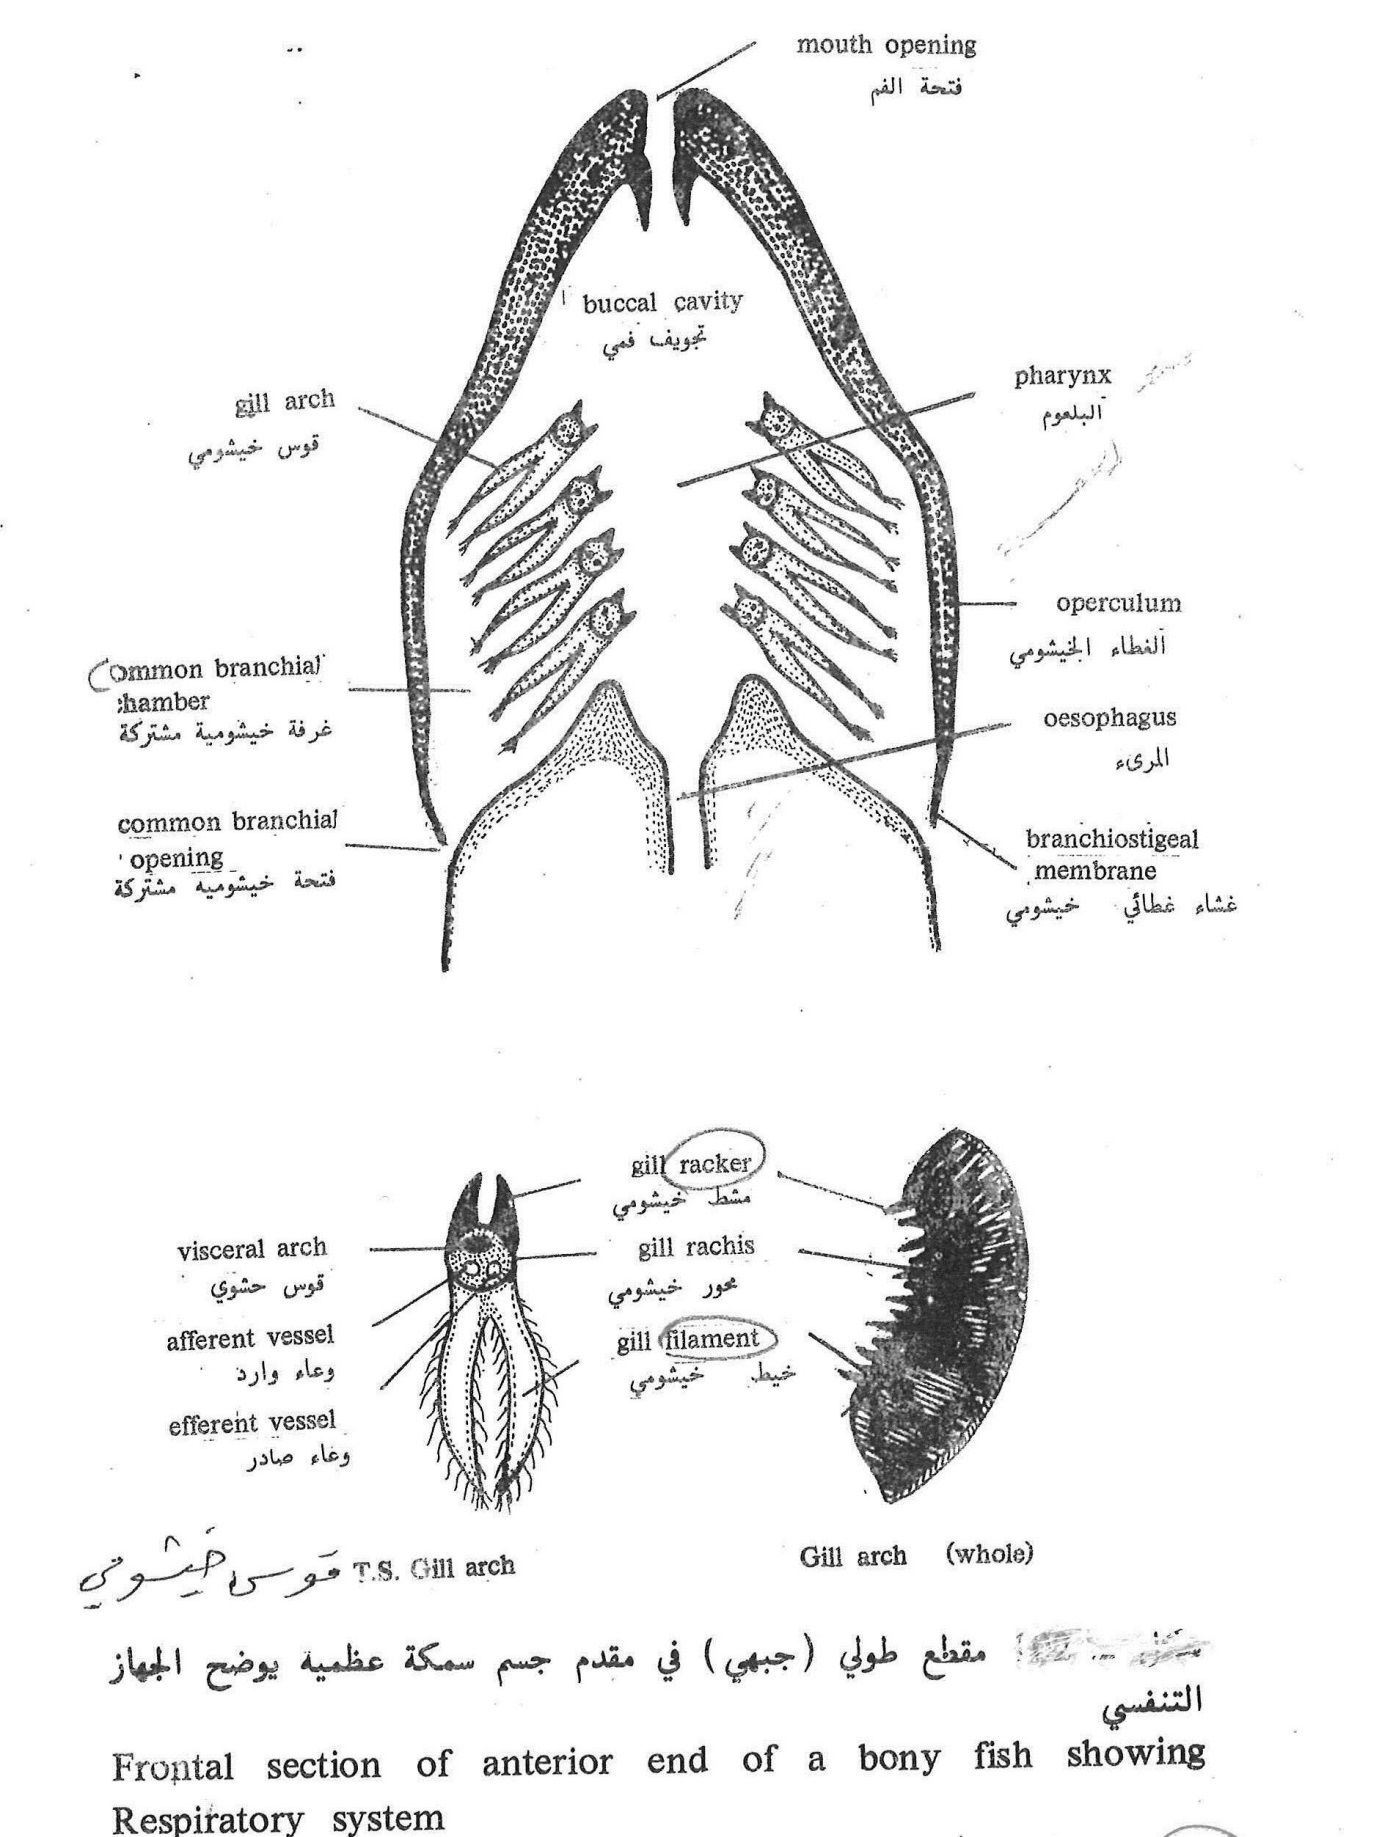 mouth opening
فتحة الفم
buccal cavity
تجويف فمي
gill arch
قوس خيشومي
pharynx
البلعوم
operculum
الغطاء الخيشومي
common branchial
chamber
غرفة خيشومية مشتركة
oesophagus
المرىء
common branchial
opening
فتحة خيشوميه مشتركة
branchiostigeal
membrane
غشاء غطائي خيشومي
gill racker
مشط خيشومي
visceral arch
قوس حشوي
gill rachis
محور خيشومي
afferent vessel
وعاء وارد
gill filament
خيط خيشومي
efferent vessel
وعاء صادر
قوس خيشومي T.S. Gill arch
Gill arch (whole)
مقطع طولي (جبهي) في مقدم جسم سمكة عظمية يوضح الجهاز
التنفسي
Frontal section of anterior end of a bony fish showing
Respiratory system